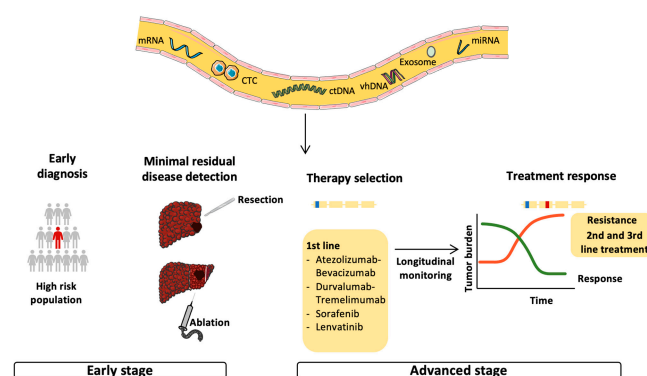 mRNA
CTC
ctDNA
vhDNA
Exosome
miRNA
Early
diagnosis
High risk
population
Minimal residual
disease detection
Resection
Ablation
Therapy selection
1st line
- Atezolizumab-
Bevacizumab
- Durvalumab-
Tremelimumab
- Sorafenib
- Lenvatinib
Longitudinal
monitoring
Treatment response
Tumor burden
Time
Resistance
2nd and 3rd
line treatment
Response
Early stage
Advanced stage